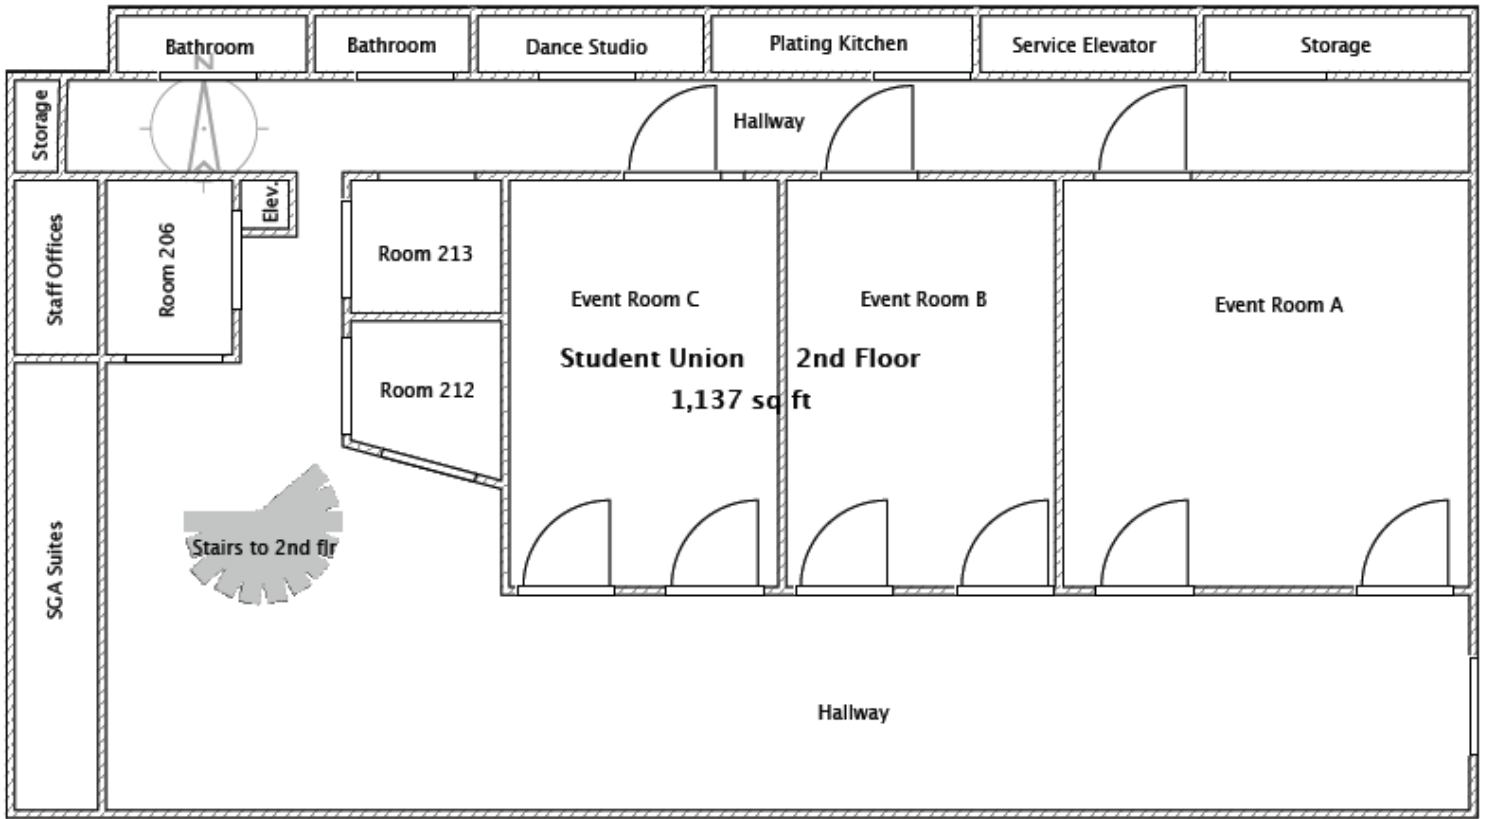 Bathroom
Bathroom
Dance Studio
Plating Kitchen
Service Elevator
Storage
Storage
N
Hallway
Staff Offices
Room 206
Elev.
Room 213
Event Room C
Event Room B
Event Room A
Student Union 2nd Floor
1,137 sq ft
Room 212
SGA Suites
Stairs to 2nd flr
Hallway